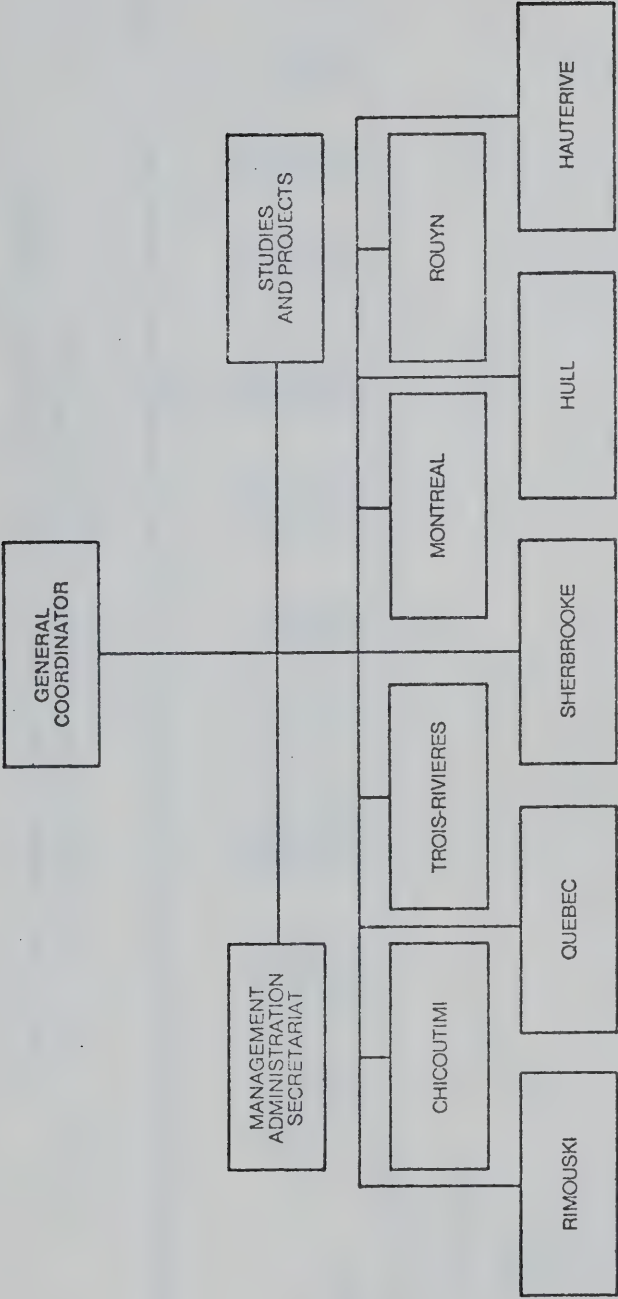 GENERAL
COORDINATOR
MANAGEMENT
ADMINISTRATION
SECRETARIAT
STUDIES
AND PROJECTS
CHICOUTIMI
TROIS-RIVIERES
MONTREAL
ROUYN
RIMOUSKI
QUEBEC
SHERBROOKE
HULL
HAUTERIVE